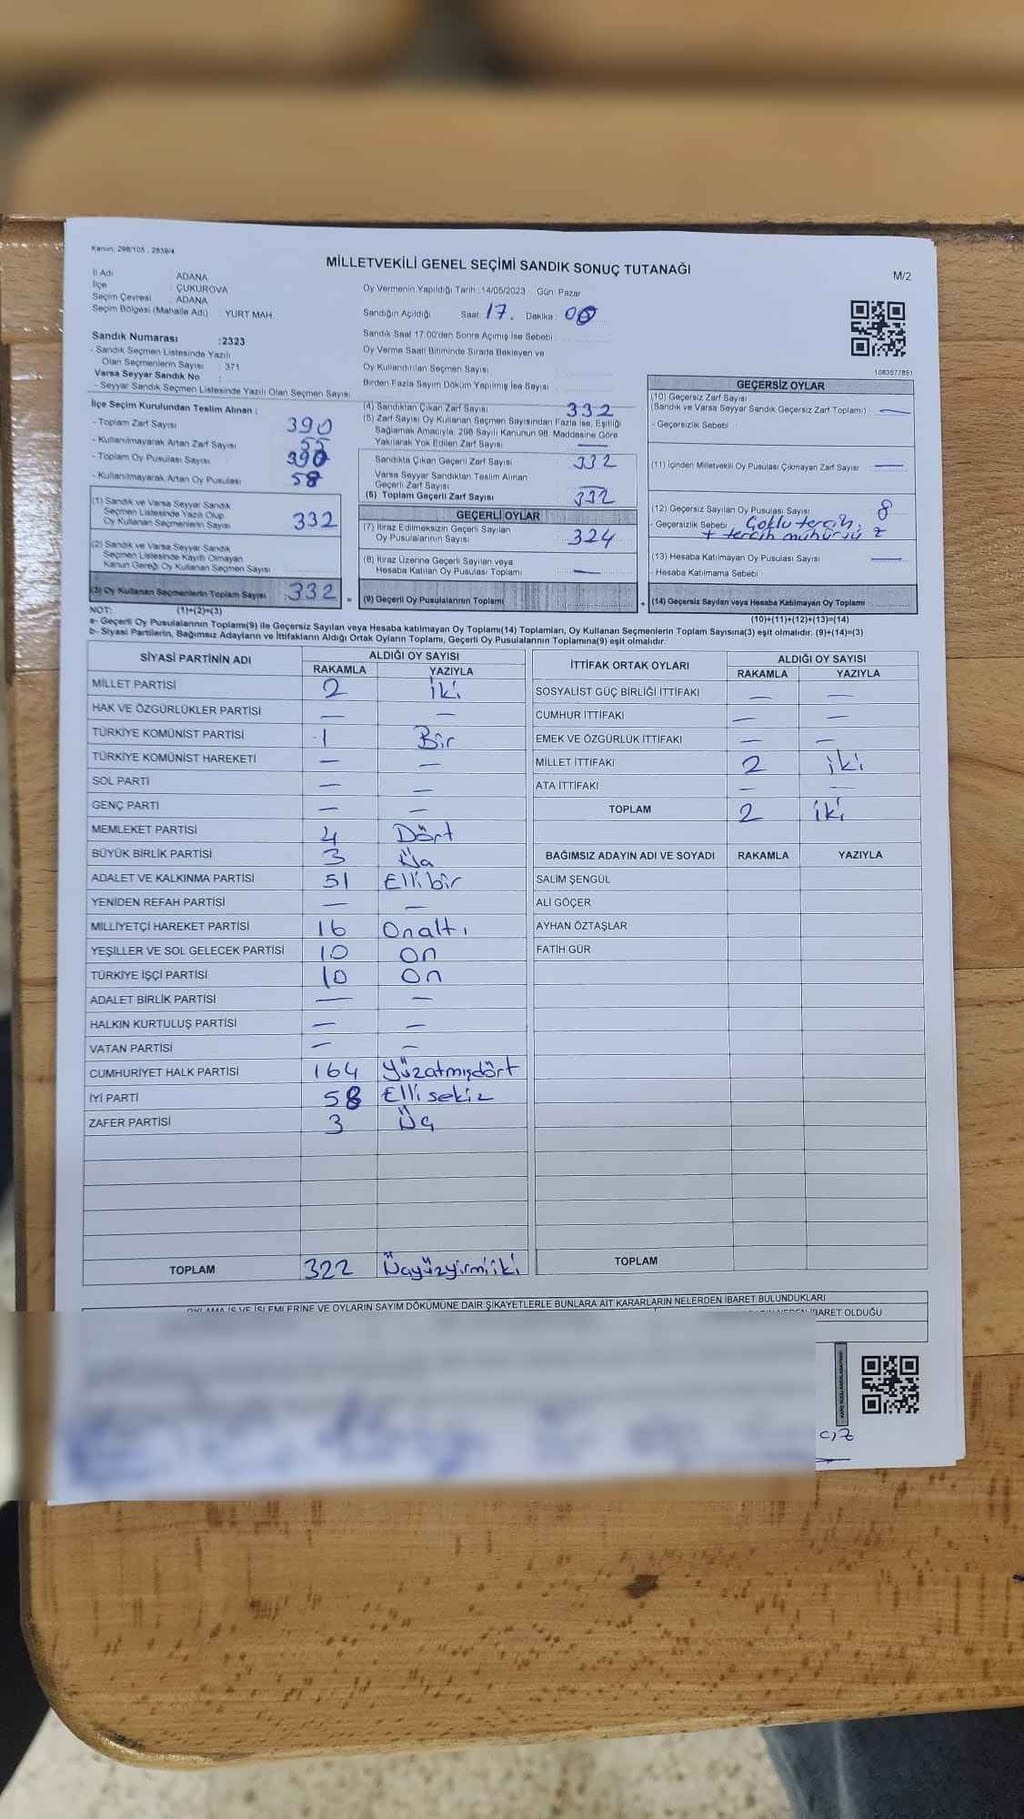 Kanun: 298/105 , 2839/4
MİLLETVEKİLİ GENEL SEÇİMİ SANDIK SONUÇ TUTANAĞI
M/2
İl Adı : ADANA
İlçe : ÇUKUROVA
Seçim Çevresi : ADANA
Seçim Bölgesi (Mahalle Adı) : YURT MAH.
Oy Vermenin Yapıldığı Tarih :14/05/2023 Gün: Pazar
Sandığın Açıldığı Saat: 17. Dakika: 00
Sandık Saat 17:00'den Sonra Açılmış İse Sebebi :
Oy Verme Saati Bitiminde Sırada Bekleyen ve
Oy Kullandırılan Seçmen Sayısı
Birden Fazla Sayım Döküm Yapılmış İse Sayısı
1083577851
Sandık Numarası :2323
- Sandık Seçmen Listesinde Yazılı
Olan Seçmenlerin Sayısı : 371
Varsa Seyyar Sandık No :
- Seyyar Sandık Seçmen Listesinde Yazılı Olan Seçmen Sayısı
İlçe Seçim Kurulundan Teslim Alınan ;
- Toplam Zarf Sayısı 390
- Kullanılmayarak Artan Zarf Sayısı
- Toplam Oy Pusulası Sayısı 390
- Kullanılmayarak Artan Oy Pusulası 58
(1) Sandık ve Varsa Seyyar Sandık
Seçmen Listesinde Yazılı Olup
Oy Kullanan Seçmenlerin Sayısı 332
(2) Sandık ve Varsa Seyyar Sandık
Seçmen Listesinde Kayıtlı Olmayan
Kanun Gereği Oy Kullanan Seçmen Sayısı
(3) Oy Kullanan Seçmenlerin Toplam Sayısı 332 =
(4) Sandıktan Çıkan Zarf Sayısı 332
(5) Zarf Sayısı Oy Kullanan Seçmen Sayısından Fazla İse, Eşitliği
Sağlamak Amacıyla, 298 Sayılı Kanunun 98. Maddesine Göre
Yakılarak Yok Edilen Zarf Sayısı —
Sandıkta Çıkan Geçerli Zarf Sayısı 332
Varsa Seyyar Sandıktan Teslim Alınan
Geçerli Zarf Sayısı —
(6) Toplam Geçerli Zarf Sayısı 332
GEÇERLİ OYLAR
(7) İtiraz Edilmeksizin Geçerli Sayılan
Oy Pusulalarının Sayısı 324
(8) İtiraz Üzerine Geçerli Sayılan veya
Hesaba Katılan Oy Pusulası Toplamı —
(9) Geçerli Oy Pusulalarının Toplamı +
GEÇERSİZ OYLAR
(10) Geçersiz Zarf Sayısı
(Sandık ve Varsa Seyyar Sandık Geçersiz Zarf Toplamı) —
- Geçersizlik Sebebi
(11) İçinden Milletvekili Oy Pusulası Çıkmayan Zarf Sayısı —
(12) Geçersiz Sayılan Oy Pusulası Sayısı 8
- Geçersizlik Sebebi Çoklu tercih,
+ tercih mühürsüz
(13) Hesaba Katılmayan Oy Pusulası Sayısı —
- Hesaba Katılmama Sebebi
(14) Geçersiz Sayılan veya Hesaba Katılmayan Oy Toplamı
NOT: (1)+(2)=(3)
(10)+(11)+(12)+(13)=(14)
a- Geçerli Oy Pusulalarının Toplamı(9) ile Geçersiz Sayılan veya Hesaba katılmayan Oy Toplamı(14) Toplamları, Oy Kullanan Seçmenlerin Toplam Sayısına(3) eşit olmalıdır. (9)+(14)=(3)
b- Siyasi Partilerin, Bağımsız Adayların ve İttifakların Aldığı Ortak Oyların Toplamı, Geçerli Oy Pusulalarının Toplamına(9) eşit olmalıdır.
SİYASİ PARTİNİN ADI ALDIĞI OY SAYISI
RAKAMLA YAZIYLA
MİLLET PARTİSİ 2 iki
HAK VE ÖZGÜRLÜKLER PARTİSİ — —
TÜRKİYE KOMÜNİST PARTİSİ 1 Bir
TÜRKİYE KOMÜNİST HAREKETİ — —
SOL PARTİ — —
GENÇ PARTİ — —
MEMLEKET PARTİSİ 4 Dört
BÜYÜK BİRLİK PARTİSİ 3 Üç
ADALET VE KALKINMA PARTİSİ 51 Ellibir
YENİDEN REFAH PARTİSİ — —
MİLLİYETÇİ HAREKET PARTİSİ 16 Onaltı
YEŞİLLER VE SOL GELECEK PARTİSİ 10 On
TÜRKİYE İŞÇİ PARTİSİ 10 On
ADALET BİRLİK PARTİSİ — —
HALKIN KURTULUŞ PARTİSİ — —
VATAN PARTİSİ — —
CUMHURİYET HALK PARTİSİ 164 Yüzatmışdört
İYİ PARTİ 58 Elli sekiz
ZAFER PARTİSİ 3 Üç
TOPLAM 322 Üçyüzyirmiiki
İTTİFAK ORTAK OYLARI ALDIĞI OY SAYISI
RAKAMLA YAZIYLA
SOSYALİST GÜÇ BİRLİĞİ İTTİFAKI — —
CUMHUR İTTİFAKI — —
EMEK VE ÖZGÜRLÜK İTTİFAKI — —
MİLLET İTTİFAKI 2 iki
ATA İTTİFAKI — —
TOPLAM 2 iki
BAĞIMSIZ ADAYIN ADI VE SOYADI RAKAMLA YAZIYLA
SALİM ŞENGÜL
ALİ GÖÇER
AYHAN ÖZTAŞLAR
FATİH GÜR
TOPLAM
İŞLEMLERİNE VE OYLARIN SAYIM DÖKÜMÜNE DAİR ŞİKAYETLERLE BUNLARA AİT KARARLARIN NELERDEN İBARET BULUNDUKLARI
İBARET OLDUĞU